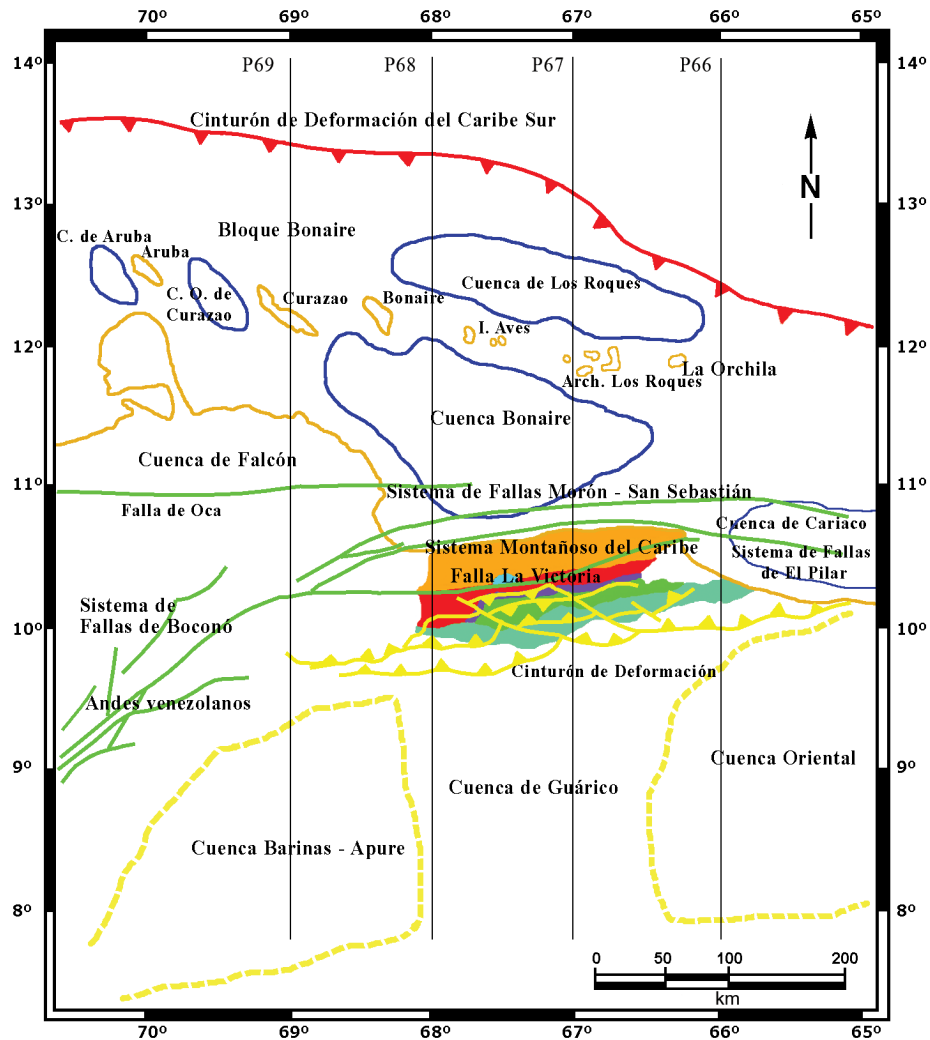 70º 69º 68º 67º 66º 65º
P69 P68 P67 P66
14º 14º
Cinturón de Deformación del Caribe Sur
N
13º 13º
Bloque Bonaire
C. de Aruba
Aruba
C. O. de
Curazao
Curazao
Bonaire
Cuenca de Los Roques
I. Aves
12º 12º
Arch. Los Roques
La Orchila
Cuenca Bonaire
Cuenca de Falcón
11º 11º
Sistema de Fallas Morón - San Sebastián
Falla de Oca
Cuenca de Cariaco
Sistema Montañoso del Caribe
Sistema de Fallas
de El Pilar
Falla La Victoria
Sistema de
Fallas de Boconó
10º 10º
Cinturón de Deformación
Andes venezolanos
9º 9º
Cuenca Oriental
Cuenca de Guárico
Cuenca Barinas - Apure
8º 8º
0 50 100 200
km
70º 69º 68º 67º 66º 65º